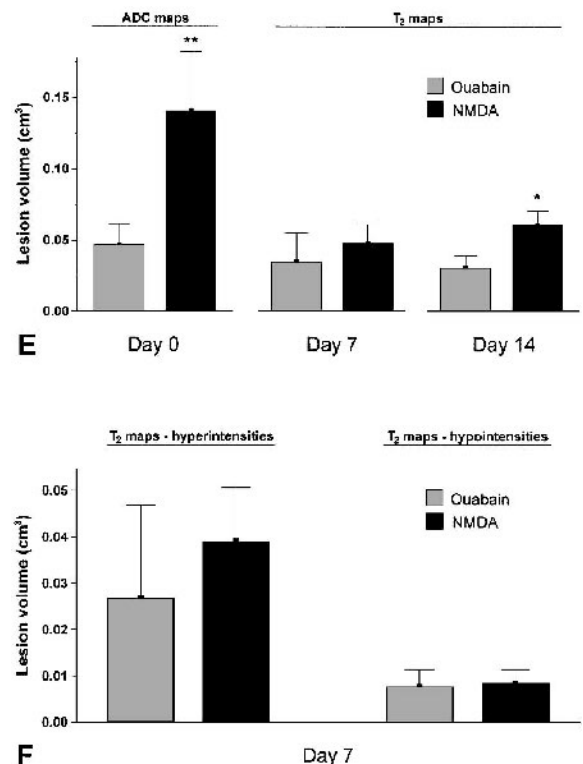 ADC maps T₂ maps
**
Ouabain
NMDA
*
Lesion volume (cm³)
0.15
0.10
0.05
0.00
E Day 0 Day 7 Day 14
T₂ maps - hyperintensities T₂ maps - hypointensities
Ouabain
NMDA
Lesion volume (cm³)
0.05
0.04
0.03
0.02
0.01
0.00
F Day 7